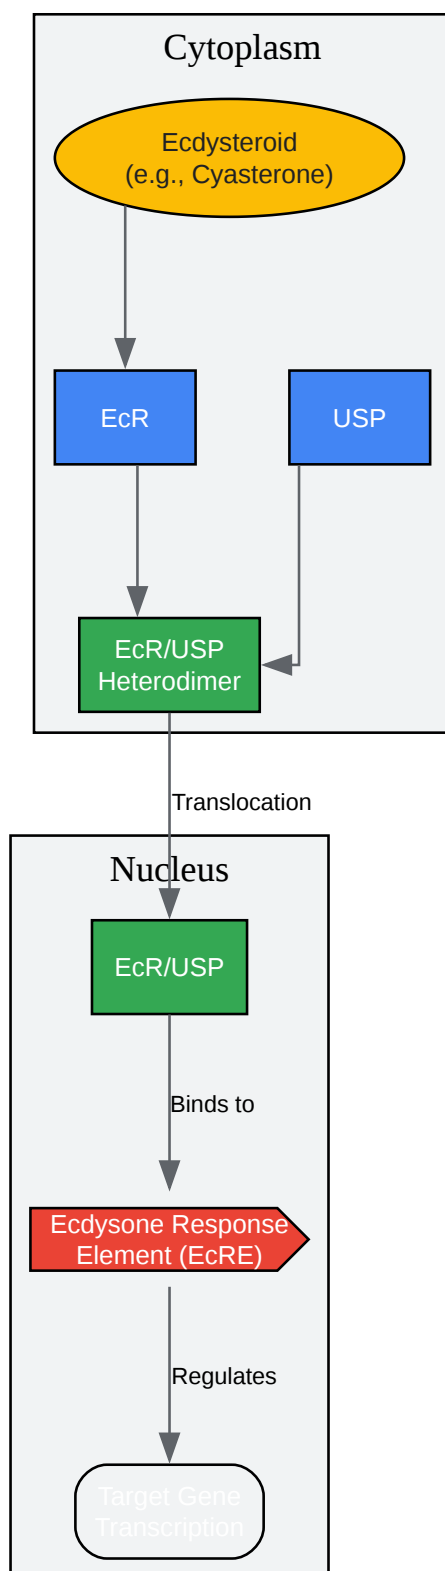 Cytoplasm
Ecdysteroid
(e.g., Cyasterone)
EcR
USP
EcR/USP
Heterodimer
Translocation
Nucleus
EcR/USP
Binds to
Ecdysone Response
Element (EcRE)
Regulates
Target Gene
Transcription